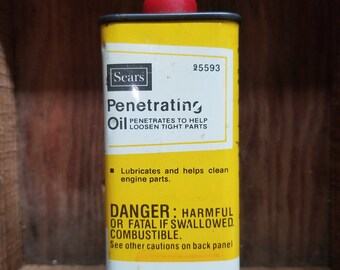 Sears
25593
Penetrating
Oil PENETRATES TO HELP
LOOSEN TIGHT PARTS
▪ Lubricates and helps clean
engine parts.
DANGER: HARMFUL
OR FATAL IF SWALLOWED.
COMBUSTIBLE.
See other cautions on back panel